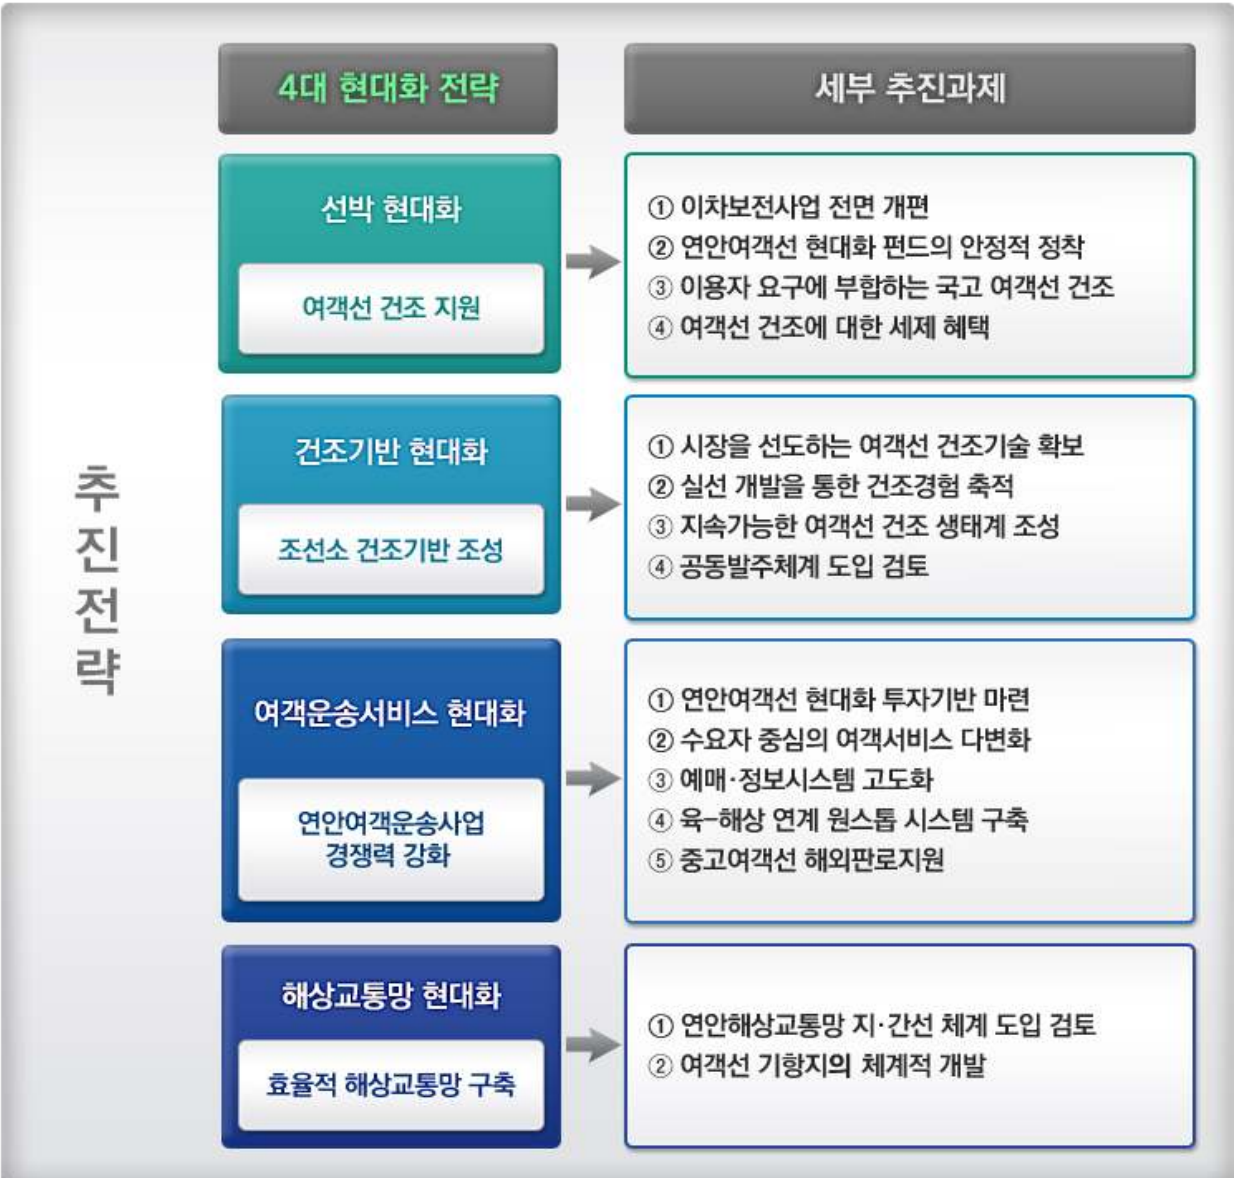 추진전략
4대 현대화 전략
세부 추진과제
선박 현대화
여객선 건조 지원
① 이차보전사업 전면 개편
② 연안여객선 현대화 펀드의 안정적 정착
③ 이용자 요구에 부합하는 국고 여객선 건조
④ 여객선 건조에 대한 세제 혜택
건조기반 현대화
조선소 건조기반 조성
① 시장을 선도하는 여객선 건조기술 확보
② 실선 개발을 통한 건조경험 축적
③ 지속가능한 여객선 건조 생태계 조성
④ 공동발주체계 도입 검토
여객운송서비스 현대화
연안여객운송사업
경쟁력 강화
① 연안여객선 현대화 투자기반 마련
② 수요자 중심의 여객서비스 다변화
③ 예매·정보시스템 고도화
④ 육-해상 연계 원스톱 시스템 구축
⑤ 중고여객선 해외판로지원
해상교통망 현대화
효율적 해상교통망 구축
① 연안해상교통망 지·간선 체계 도입 검토
② 여객선 기항지의 체계적 개발